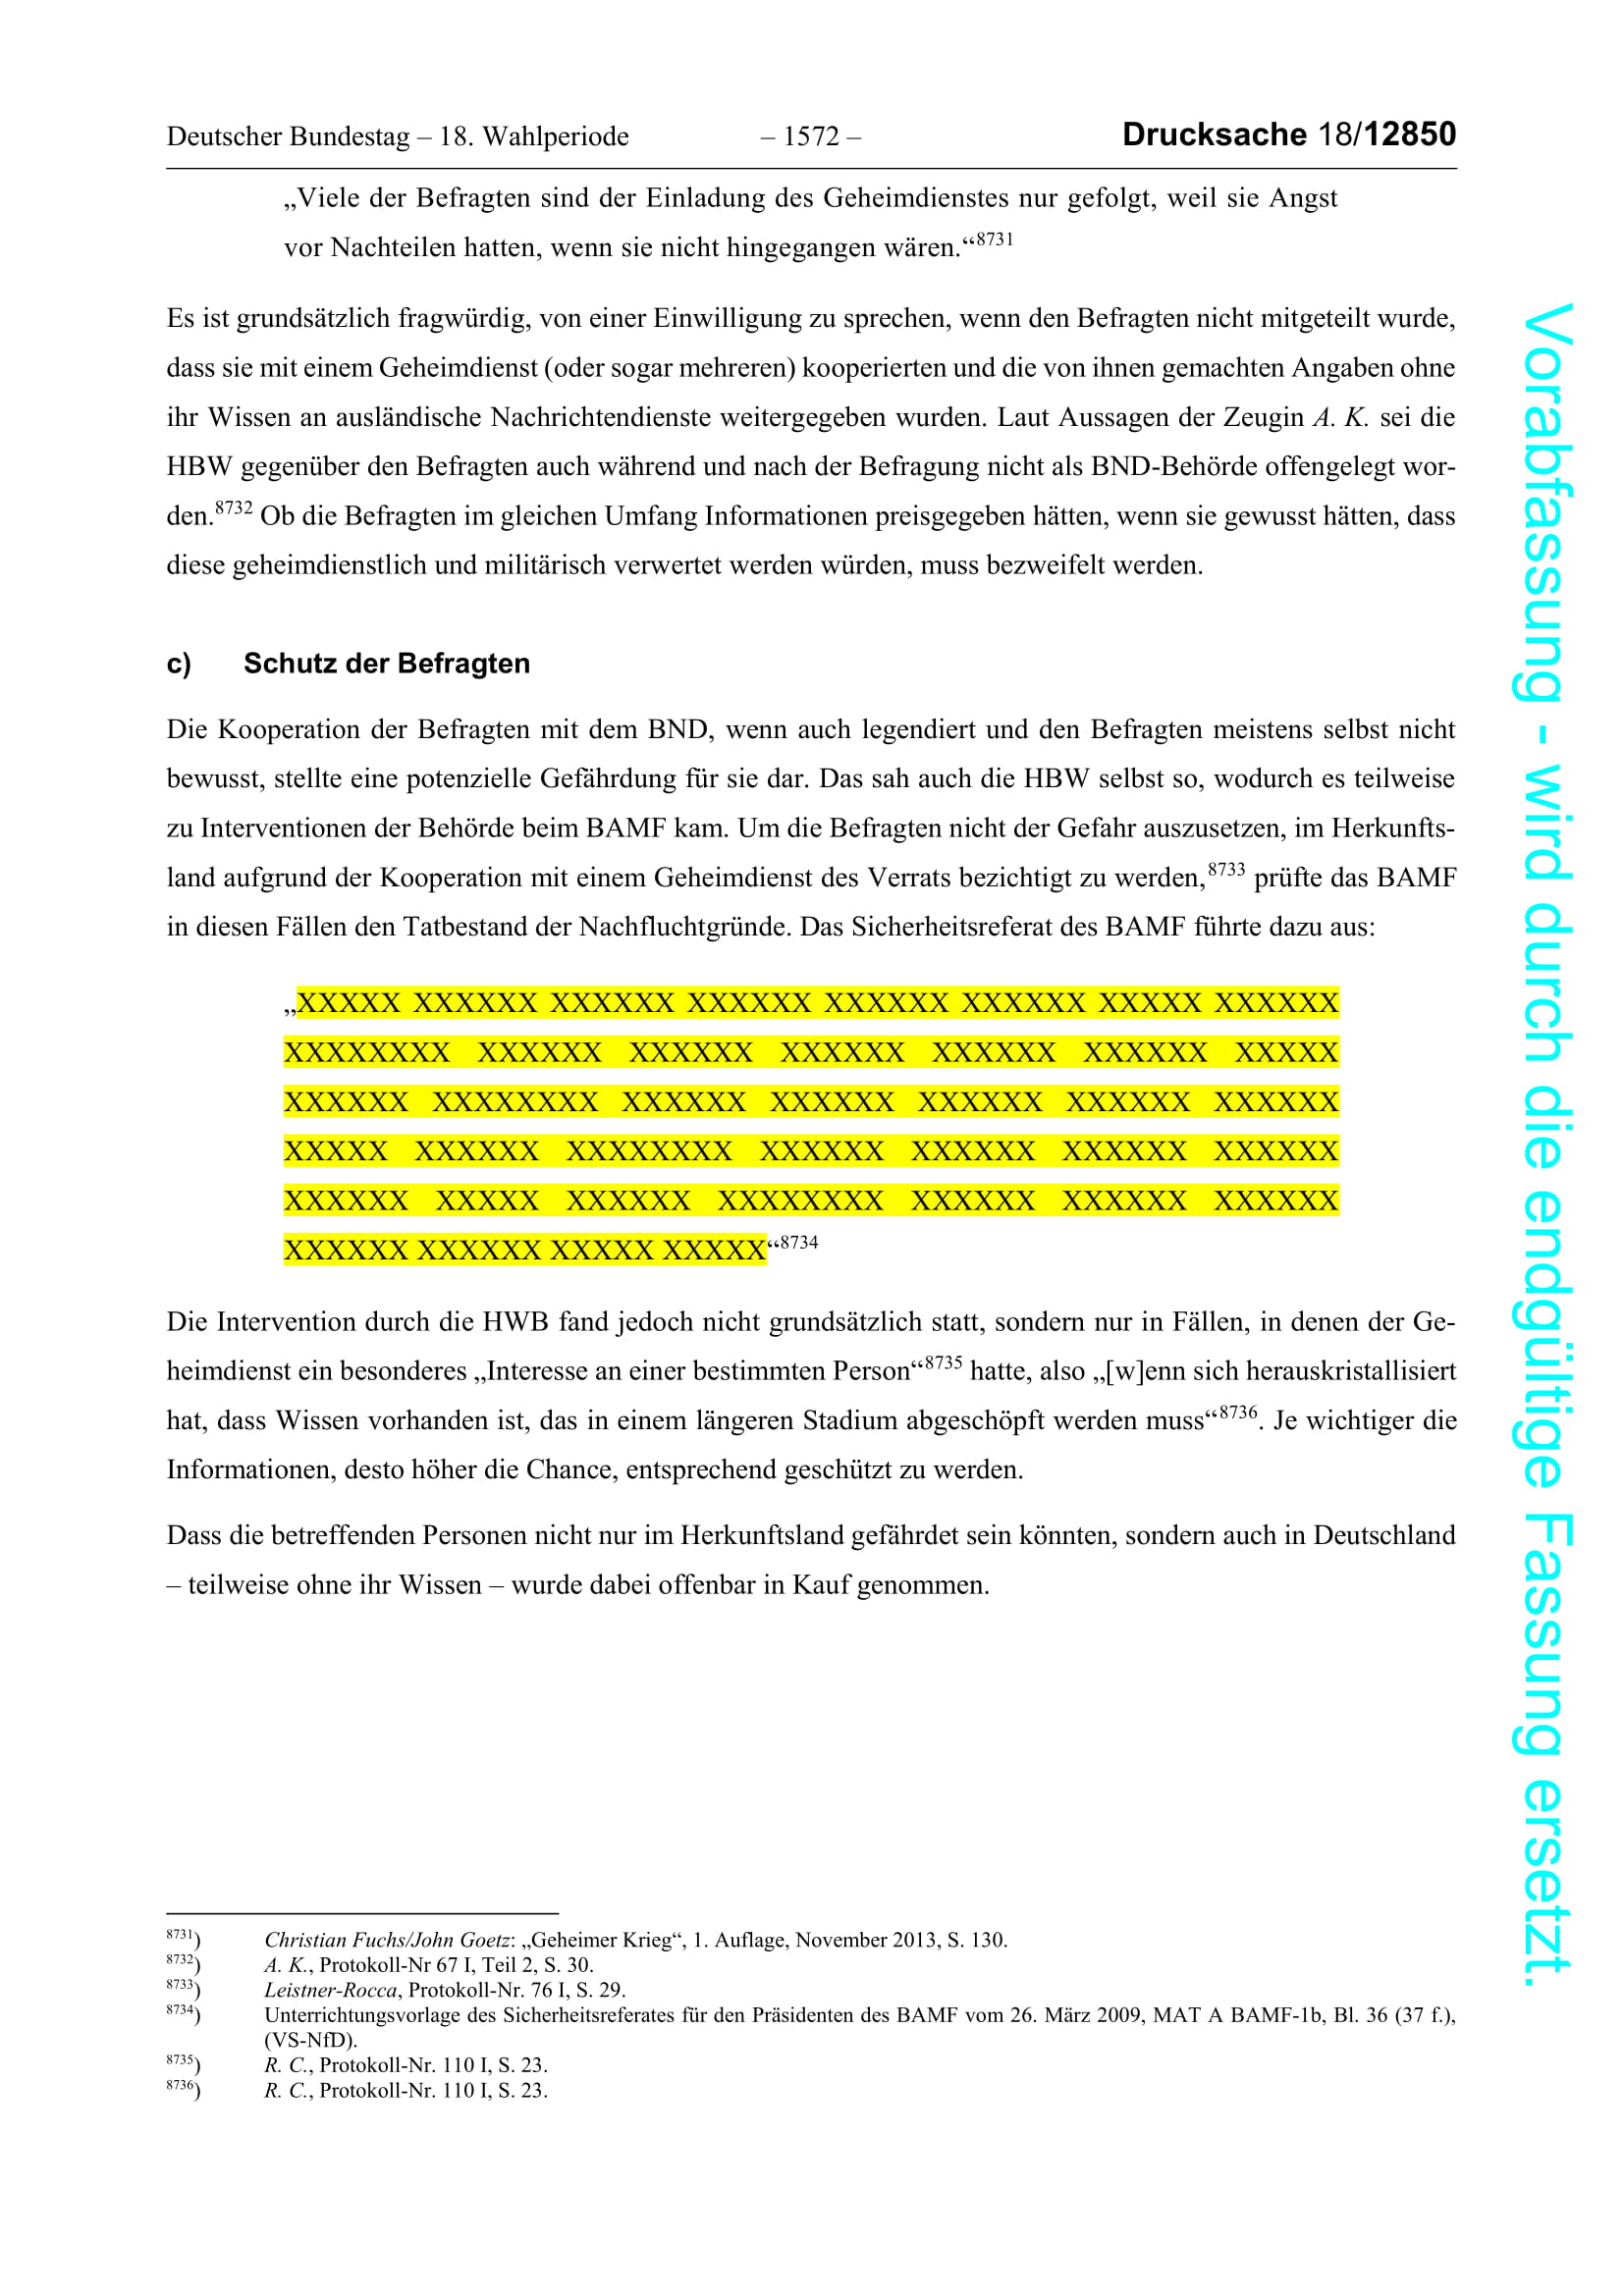 Deutscher Bundestag – 18. Wahlperiode – 1572 – Drucksache 18/12850
„Viele der Befragten sind der Einladung des Geheimdienstes nur gefolgt, weil sie Angst
vor Nachteilen hatten, wenn sie nicht hingegangen wären.“8731
Es ist grundsätzlich fragwürdig, von einer Einwilligung zu sprechen, wenn den Befragten nicht mitgeteilt wurde,
dass sie mit einem Geheimdienst (oder sogar mehreren) kooperierten und die von ihnen gemachten Angaben ohne
ihr Wissen an ausländische Nachrichtendienste weitergegeben wurden. Laut Aussagen der Zeugin A. K. sei die
HBW gegenüber den Befragten auch während und nach der Befragung nicht als BND-Behörde offengelegt wor-
den.8732 Ob die Befragten im gleichen Umfang Informationen preisgegeben hätten, wenn sie gewusst hätten, dass
diese geheimdienstlich und militärisch verwertet werden würden, muss bezweifelt werden.
c) Schutz der Befragten
Die Kooperation der Befragten mit dem BND, wenn auch legendiert und den Befragten meistens selbst nicht
bewusst, stellte eine potenzielle Gefährdung für sie dar. Das sah auch die HBW selbst so, wodurch es teilweise
zu Interventionen der Behörde beim BAMF kam. Um die Befragten nicht der Gefahr auszusetzen, im Herkunfts-
land aufgrund der Kooperation mit einem Geheimdienst des Verrats bezichtigt zu werden,8733 prüfte das BAMF
in diesen Fällen den Tatbestand der Nachfluchtgründe. Das Sicherheitsreferat des BAMF führte dazu aus:
„XXXXX XXXXXX XXXXXX XXXXXX XXXXXX XXXXXX XXXXX XXXXXX
XXXXXXXX XXXXXX XXXXXX XXXXXX XXXXXX XXXXXX XXXXX
XXXXXX XXXXXXXX XXXXXX XXXXXX XXXXXX XXXXXX XXXXXX
XXXXX XXXXXX XXXXXXXX XXXXXX XXXXXX XXXXXX XXXXXX
XXXXXX XXXXX XXXXXX XXXXXXXX XXXXXX XXXXXX XXXXXX
XXXXXX XXXXXX XXXXX XXXXX“8734
Die Intervention durch die HWB fand jedoch nicht grundsätzlich statt, sondern nur in Fällen, in denen der Ge-
heimdienst ein besonderes „Interesse an einer bestimmten Person“8735 hatte, also „[w]enn sich herauskristallisiert
hat, dass Wissen vorhanden ist, das in einem längeren Stadium abgeschöpft werden muss“8736. Je wichtiger die
Informationen, desto höher die Chance, entsprechend geschützt zu werden.
Dass die betreffenden Personen nicht nur im Herkunftsland gefährdet sein könnten, sondern auch in Deutschland
– teilweise ohne ihr Wissen – wurde dabei offenbar in Kauf genommen.
8731) Christian Fuchs/John Goetz: „Geheimer Krieg“, 1. Auflage, November 2013, S. 130.
8732) A. K., Protokoll-Nr 67 I, Teil 2, S. 30.
8733) Leistner-Rocca, Protokoll-Nr. 76 I, S. 29.
8734) Unterrichtungsvorlage des Sicherheitsreferates für den Präsidenten des BAMF vom 26. März 2009, MAT A BAMF-1b, Bl. 36 (37 f.),
(VS-NfD).
8735) R. C., Protokoll-Nr. 110 I, S. 23.
8736) R. C., Protokoll-Nr. 110 I, S. 23.
Vorabfassung - wird durch die endgültige Fassung ersetzt.